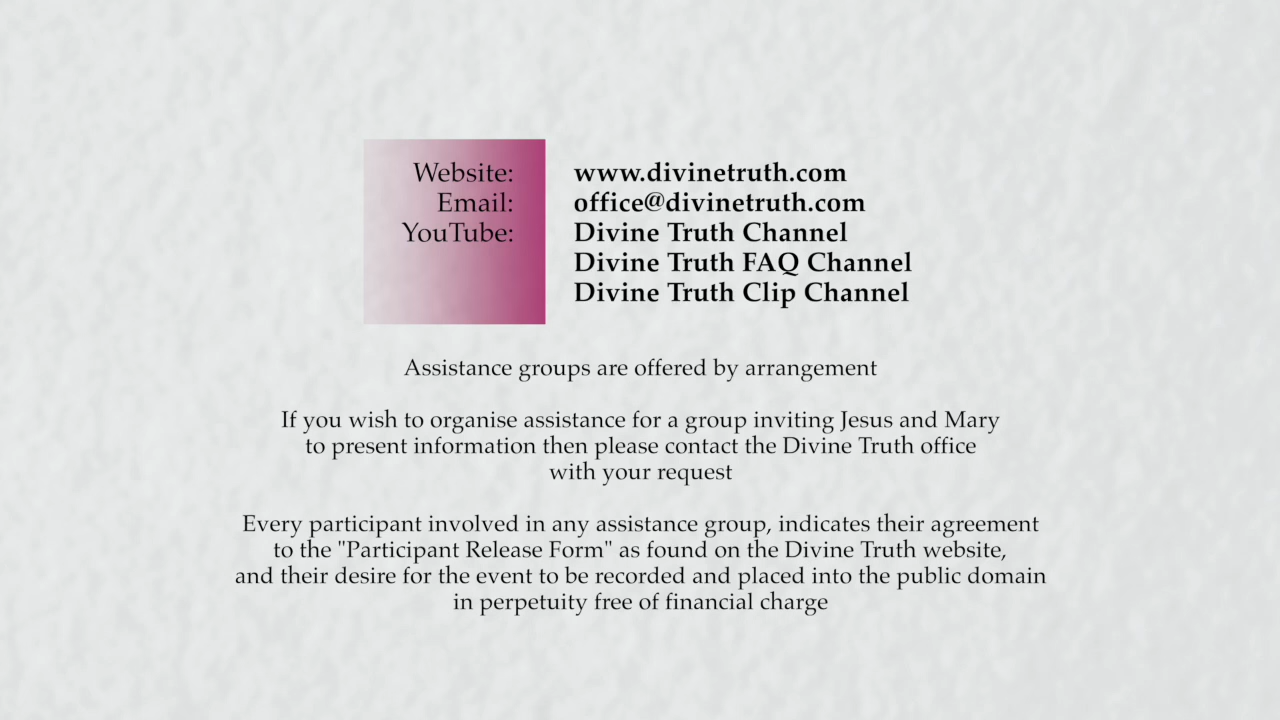 Website: www.divinetruth.com
Email: office@divinetruth.com
YouTube: Divine Truth Channel
Divine Truth FAQ Channel
Divine Truth Clip Channel
Assistance groups are offered by arrangement
If you wish to organise assistance for a group inviting Jesus and Mary
to present information then please contact the Divine Truth office
with your request
Every participant involved in any assistance group, indicates their agreement
to the "Participant Release Form" as found on the Divine Truth website,
and their desire for the event to be recorded and placed into the public domain
in perpetuity free of financial charge